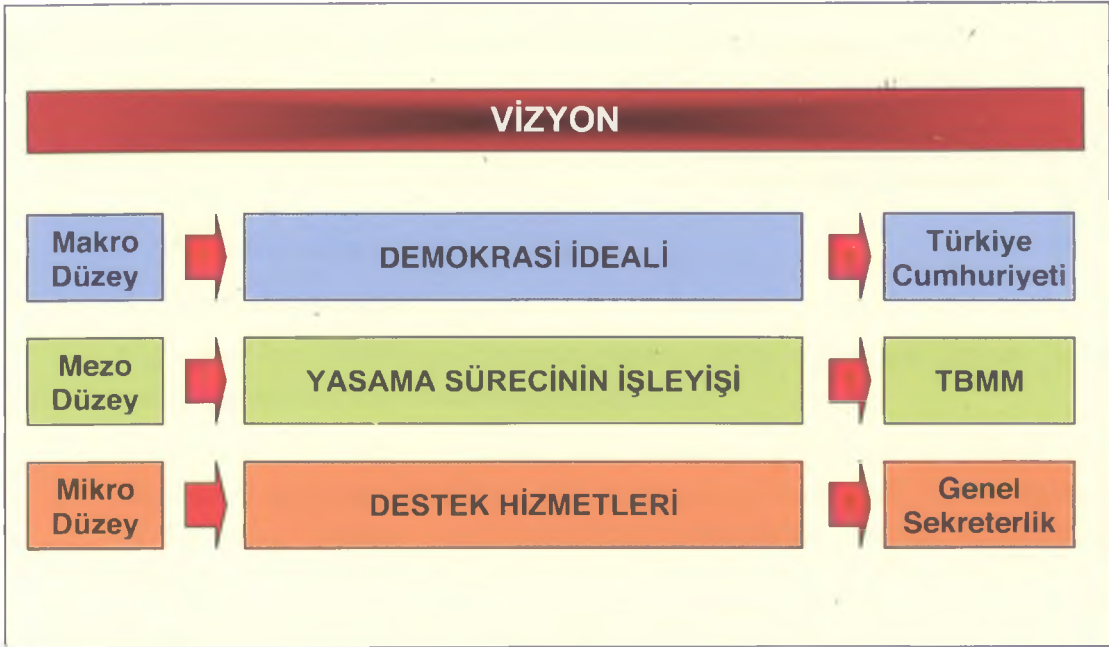 VİZYON
Makro
Düzey
DEMOKRASİ İDEALİ
Türkiye
Cumhuriyeti
Mezo
Düzey
YASAMA SÜRECİNİN İŞLEYİŞİ
TBMM
Mikro
Düzey
DESTEK HİZMETLERİ
Genel
Sekreterlik